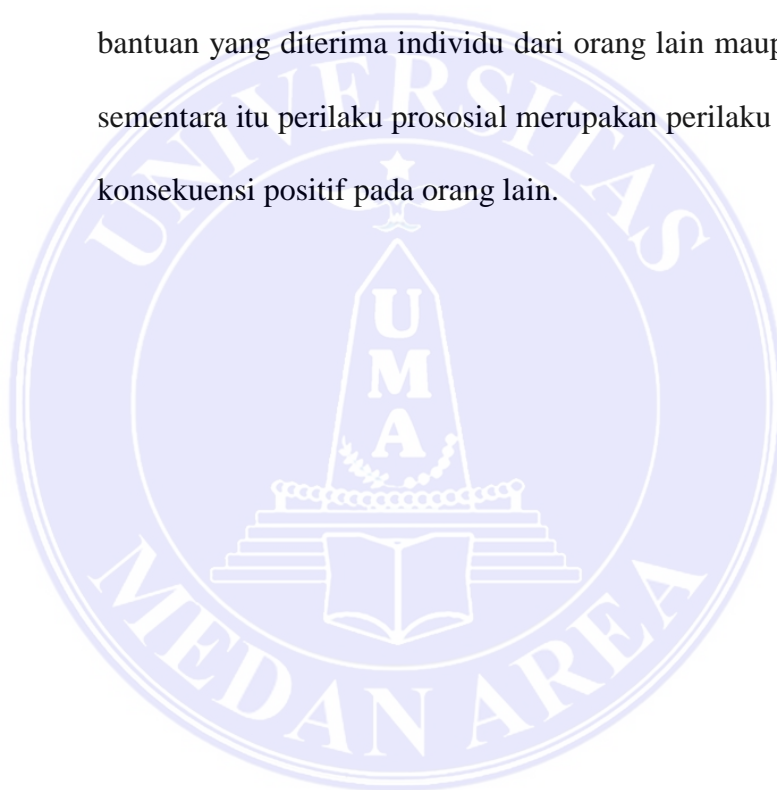 bantuan yang diterima individu dari orang lain
sementara itu perilaku prososial merupakan perilaku
konsekuensi positif pada orang lain.
UNIVERSITAS
UMA
MEDAN AREA